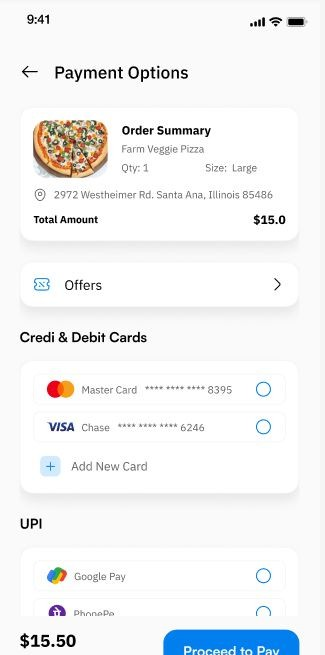 9:41
Payment Options
Order Summary
Farm Veggie Pizza
Qty: 1 Size: Large
2972 Westheimer Rd. Santa Ana, Illinois 85486
Total Amount $15.0
Offers
Credi & Debit Cards
Master Card **** **** **** 8395
VISA Chase **** **** **** 6246
Add New Card
UPI
Google Pay
PhonePe
$15.50 Proceed to Pay